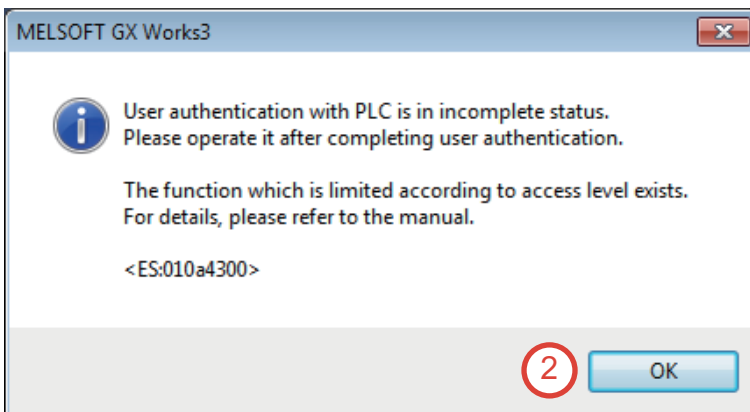 MELSOFT GX Works3
User authentication with PLC is in incomplete status.
Please operate it after completing user authentication.
The function which is limited according to access level exists.
For details, please refer to the manual.
<ES:010a4300>
2
OK